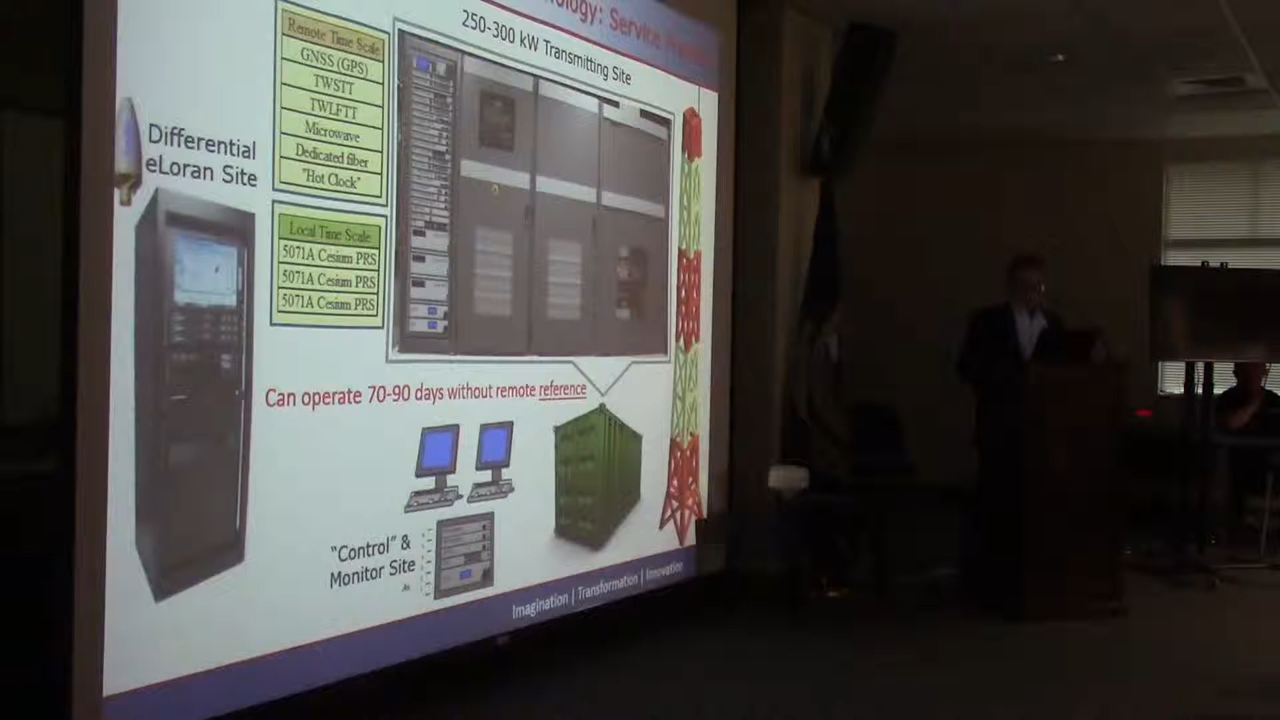 nology: Service
250-300 kW Transmitting Site
Remote Time Scale
GNSS (GPS)
TWSTT
TWLFTT
Microwave
Dedicated fiber
"Hot Clock"
Differential
eLoran Site
Local Time Scale
5071A Cesium PRS
5071A Cesium PRS
5071A Cesium PRS
Can operate 70-90 days without remote reference
"Control" &
Monitor Site
Imagination | Transformation | Innovation